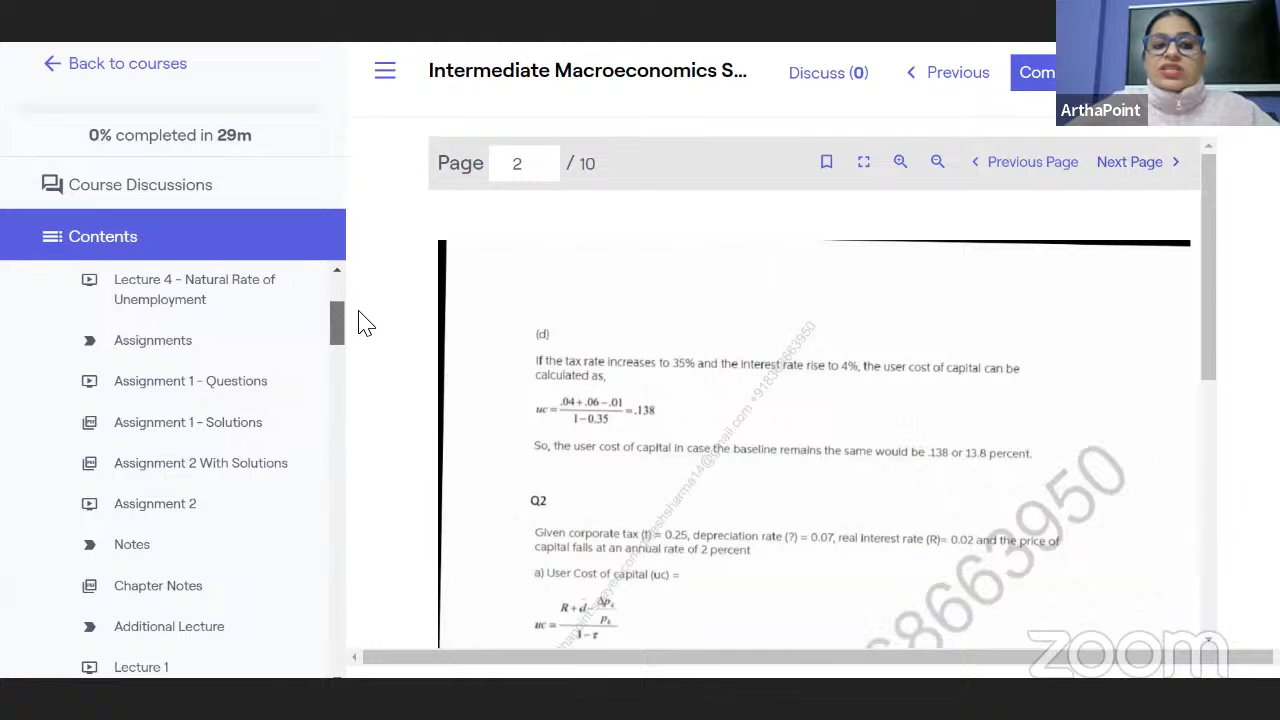 Back to courses
0% completed in 29m
Course Discussions
Contents
Lecture 4 - Natural Rate of
Unemployment
Assignments
Assignment 1 - Questions
Assignment 1 - Solutions
Assignment 2 With Solutions
Assignment 2
Notes
Chapter Notes
Additional Lecture
Lecture 1
Intermediate Macroeconomics S...
Discuss (0)
Previous
Com
ArthaPoint
Page 2 / 10
Previous Page
Next Page
(d)
If the tax rate increases to 35% and the interest rate rise to 4%, the user cost of capital can be
calculated as,
uc = .04+.06-.01 / 1-0.35 = .138
So, the user cost of capital in case the baseline remains the same would be .138 or 13.8 percent.
Q2
Given corporate tax (t) = 0.25, depreciation rate (?) = 0.07, real interest rate (R)= 0.02 and the price of
capital falls at an annual rate of 2 percent
a) User Cost of capital (uc) =
uc = R + d - Δpk / pk / 1-τ
8663950
zoom